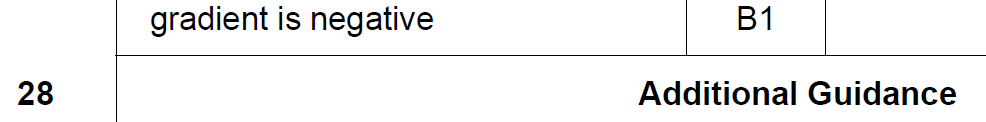 gradient is negative B1
28 Additional Guidance